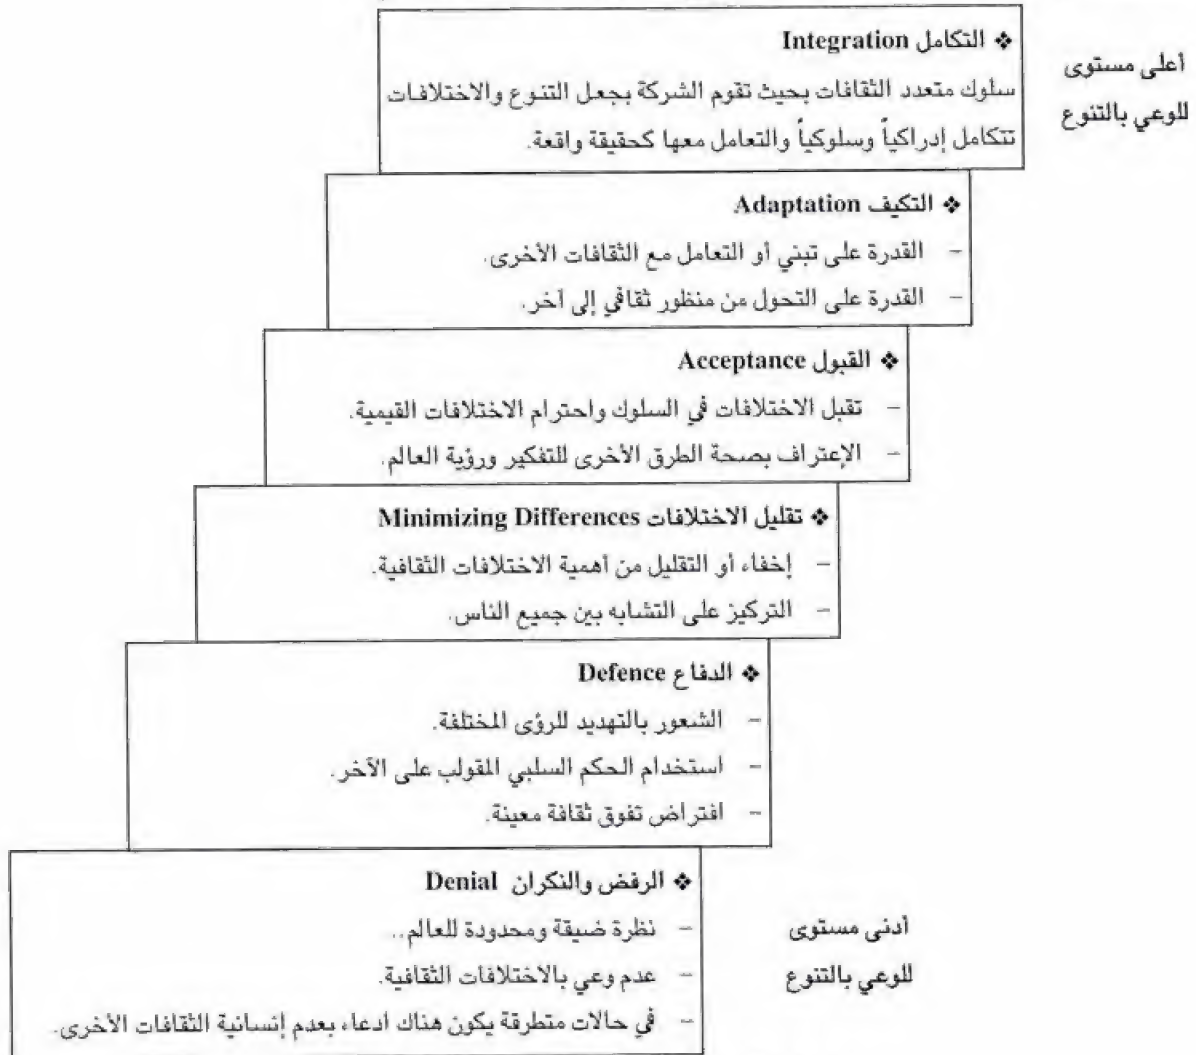 ❖ التكامل Integration
سلوك متعدد الثقافات بحيث تقوم الشركة بجعل التنوع والاختلافات
تتكامل إدراكياً وسلوكياً والتعامل معها كحقيقة واقعة.
أعلى مستوى
للوعي بالتنوع
❖ التكيف Adaptation
– القدرة على تبني أو التعامل مع الثقافات الأخرى.
– القدرة على التحول من منظور ثقافي إلى آخر.
❖ القبول Acceptance
– تقبل الاختلافات في السلوك واحترام الاختلافات القيمية.
– الإعتراف بصحة الطرق الأخرى للتفكير ورؤية العالم.
❖ تقليل الاختلافات Minimizing Differences
– إخفاء أو التقليل من أهمية الاختلافات الثقافية.
– التركيز على التشابه بين جميع الناس.
❖ الدفاع Defence
– الشعور بالتهديد للرؤى المختلفة.
– استخدام الحكم السلبي المقولب على الآخر.
– افتراض تفوق ثقافة معينة.
❖ الرفض والنكران Denial
– نظرة ضيقة ومحدودة للعالم..
– عدم وعي بالاختلافات الثقافية.
– في حالات متطرقة يكون هناك ادعاء بعدم إنسانية الثقافات الأخرى.
أدنى مستوى
للوعي بالتنوع